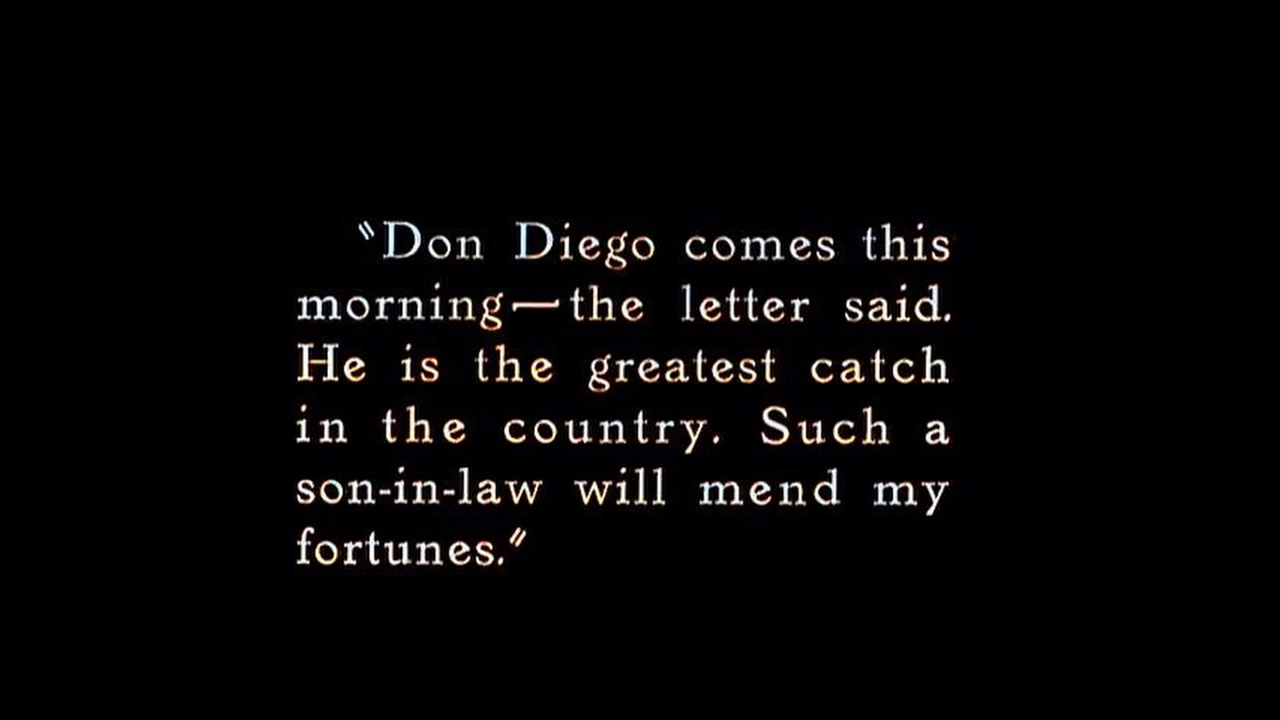 "Don Diego comes this
morning—the letter said.
He is the greatest catch
in the country. Such a
son-in-law will mend my
fortunes."